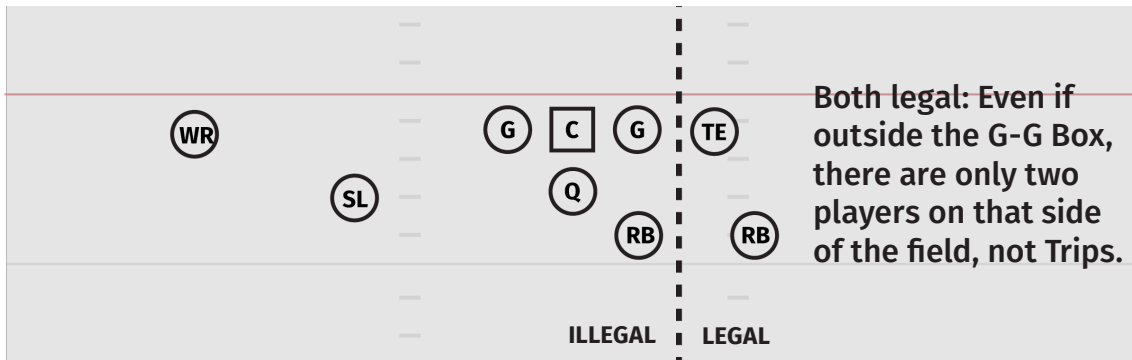 Both legal: Even if
outside the G-G Box,
there are only two
players on that side
of the field, not Trips.
WR
G
C
G
TE
SL
Q
RB
RB
ILLEGAL
LEGAL